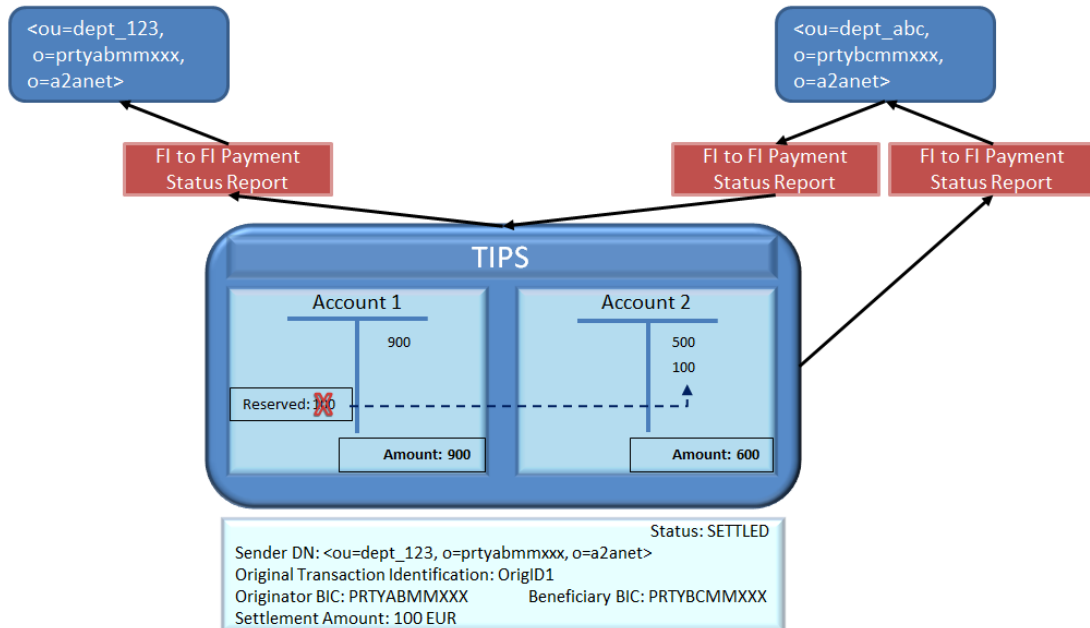 <ou=dept_123,
o=prtyabmmxxx,
o=a2anet>
<ou=dept_abc,
o=prtybcmmxxx,
o=a2anet>
FI to FI Payment
Status Report
FI to FI Payment
Status Report
FI to FI Payment
Status Report
TIPS
Account 1
900
Reserved: 100
Amount: 900
Account 2
500
100
Amount: 600
Status: SETTLED
Sender DN: <ou=dept_123, o=prtyabmmxxx, o=a2anet>
Original Transaction Identification: OrigID1
Originator BIC: PRTYABMMXXX Beneficiary BIC: PRTYBCMMXXX
Settlement Amount: 100 EUR